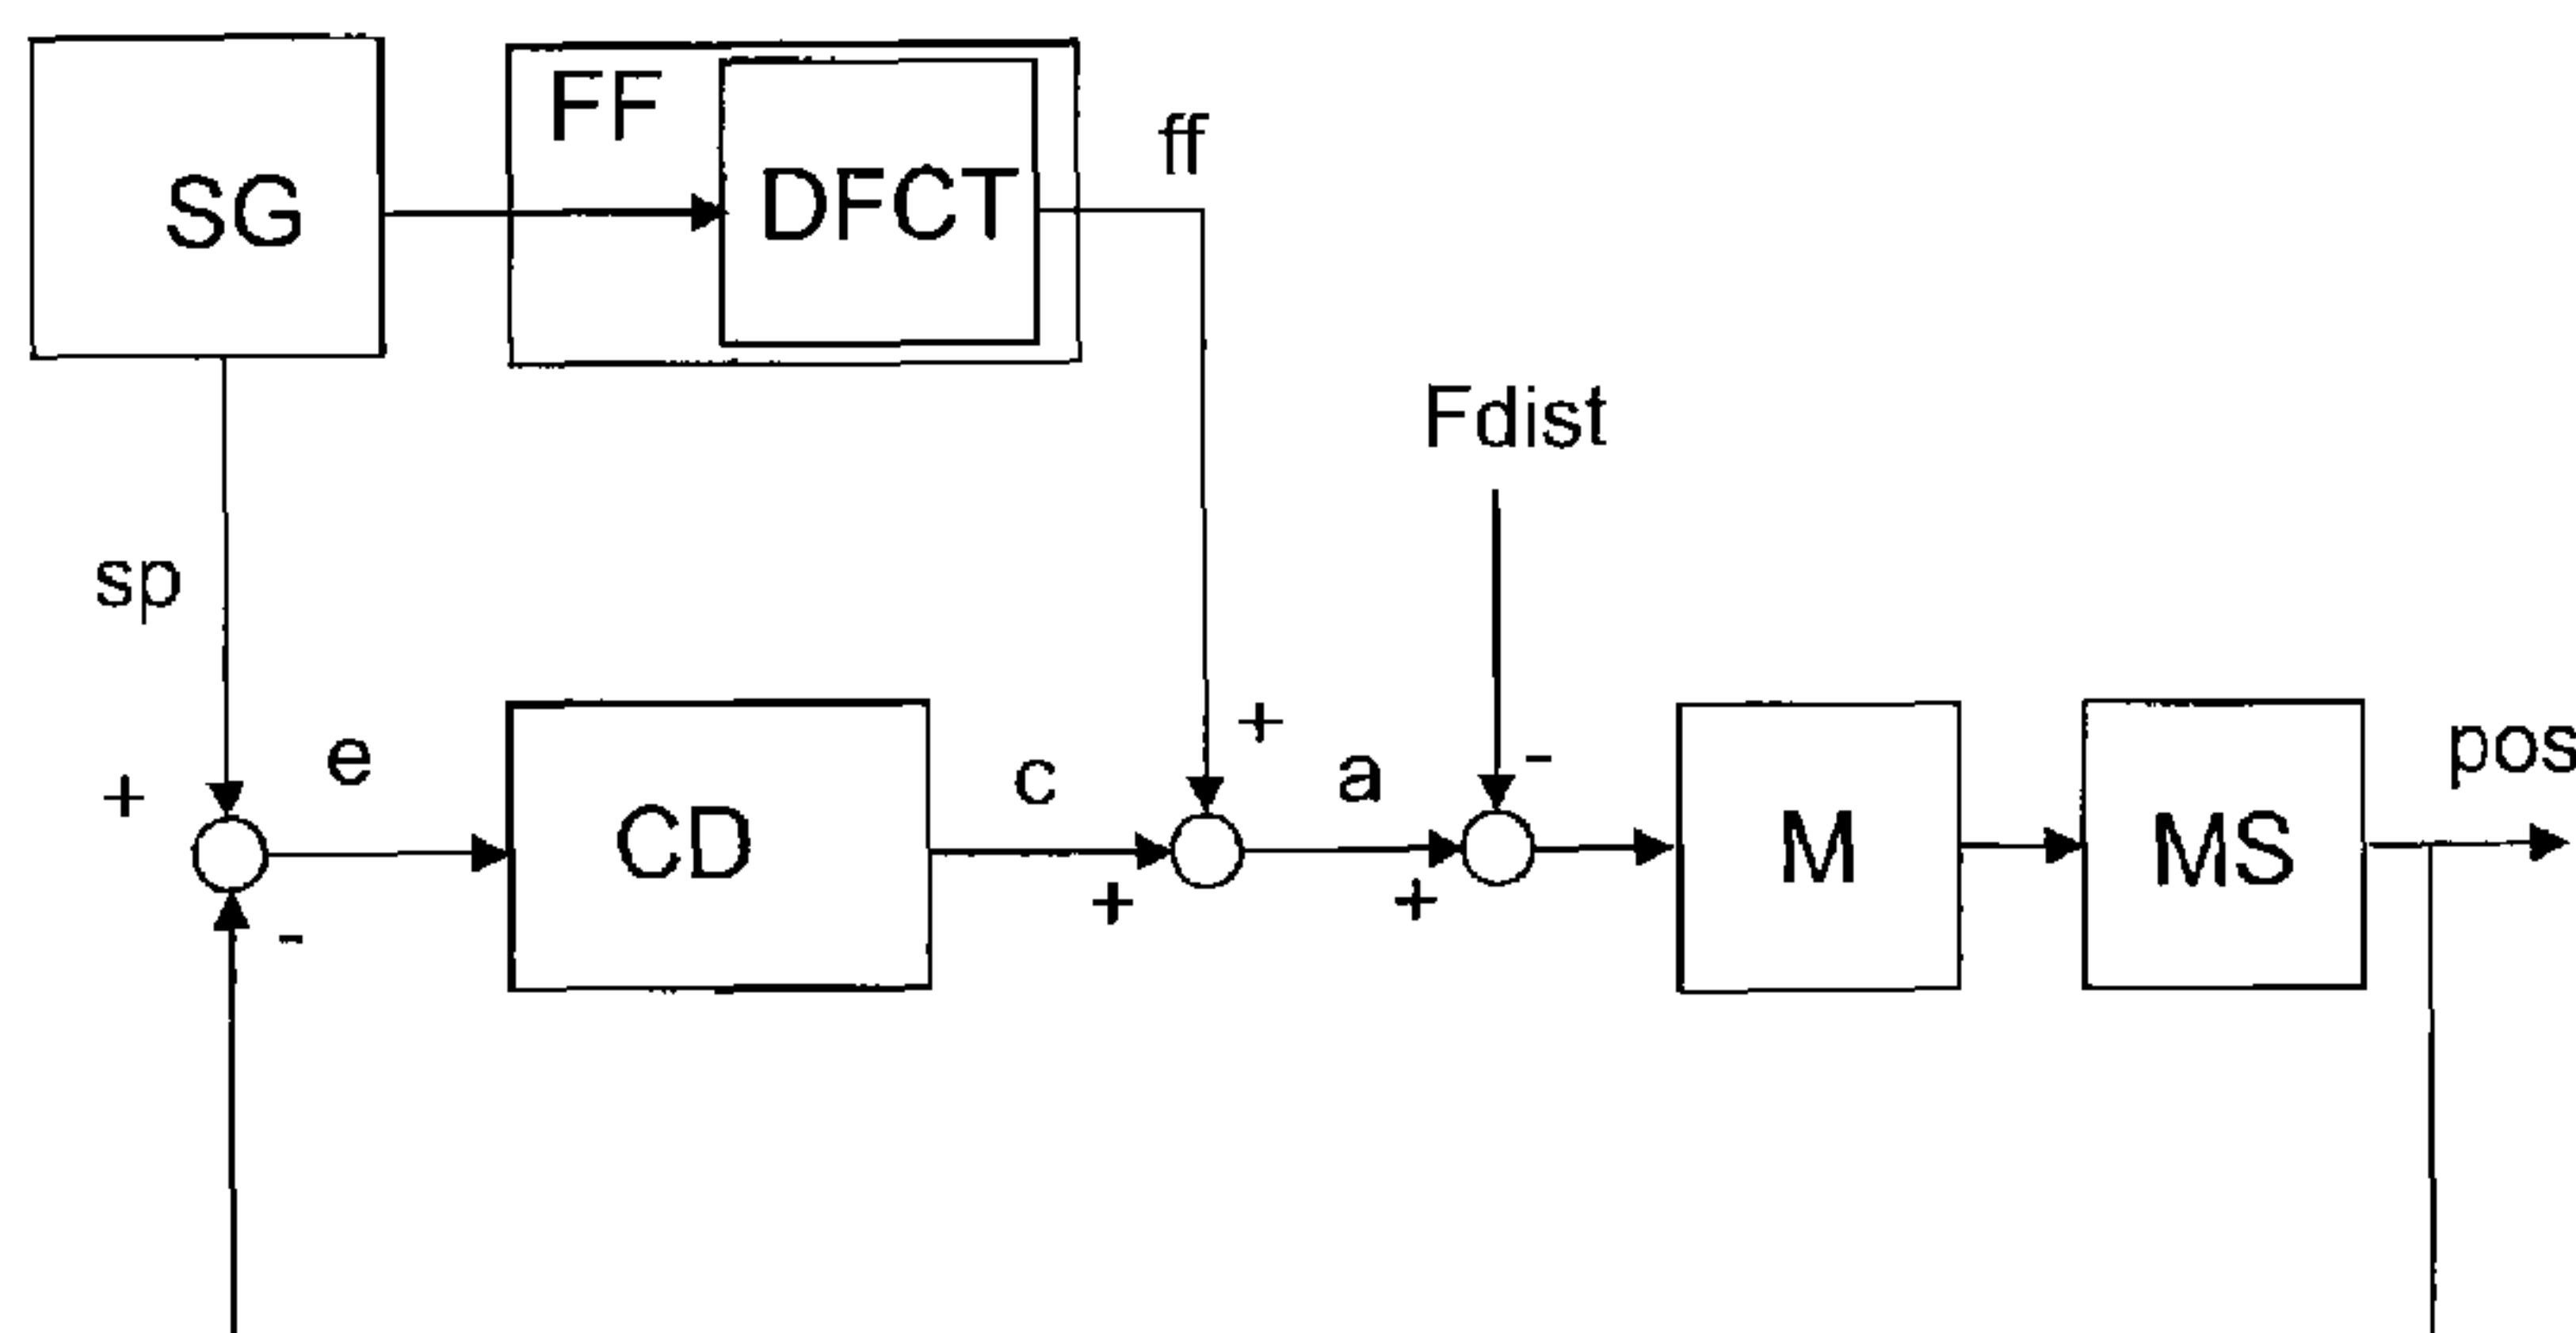 FF
ff
SG
DFCT
Fdist
sp
+
e
c
a
-
pos
+
CD
M
MS
+
+
-